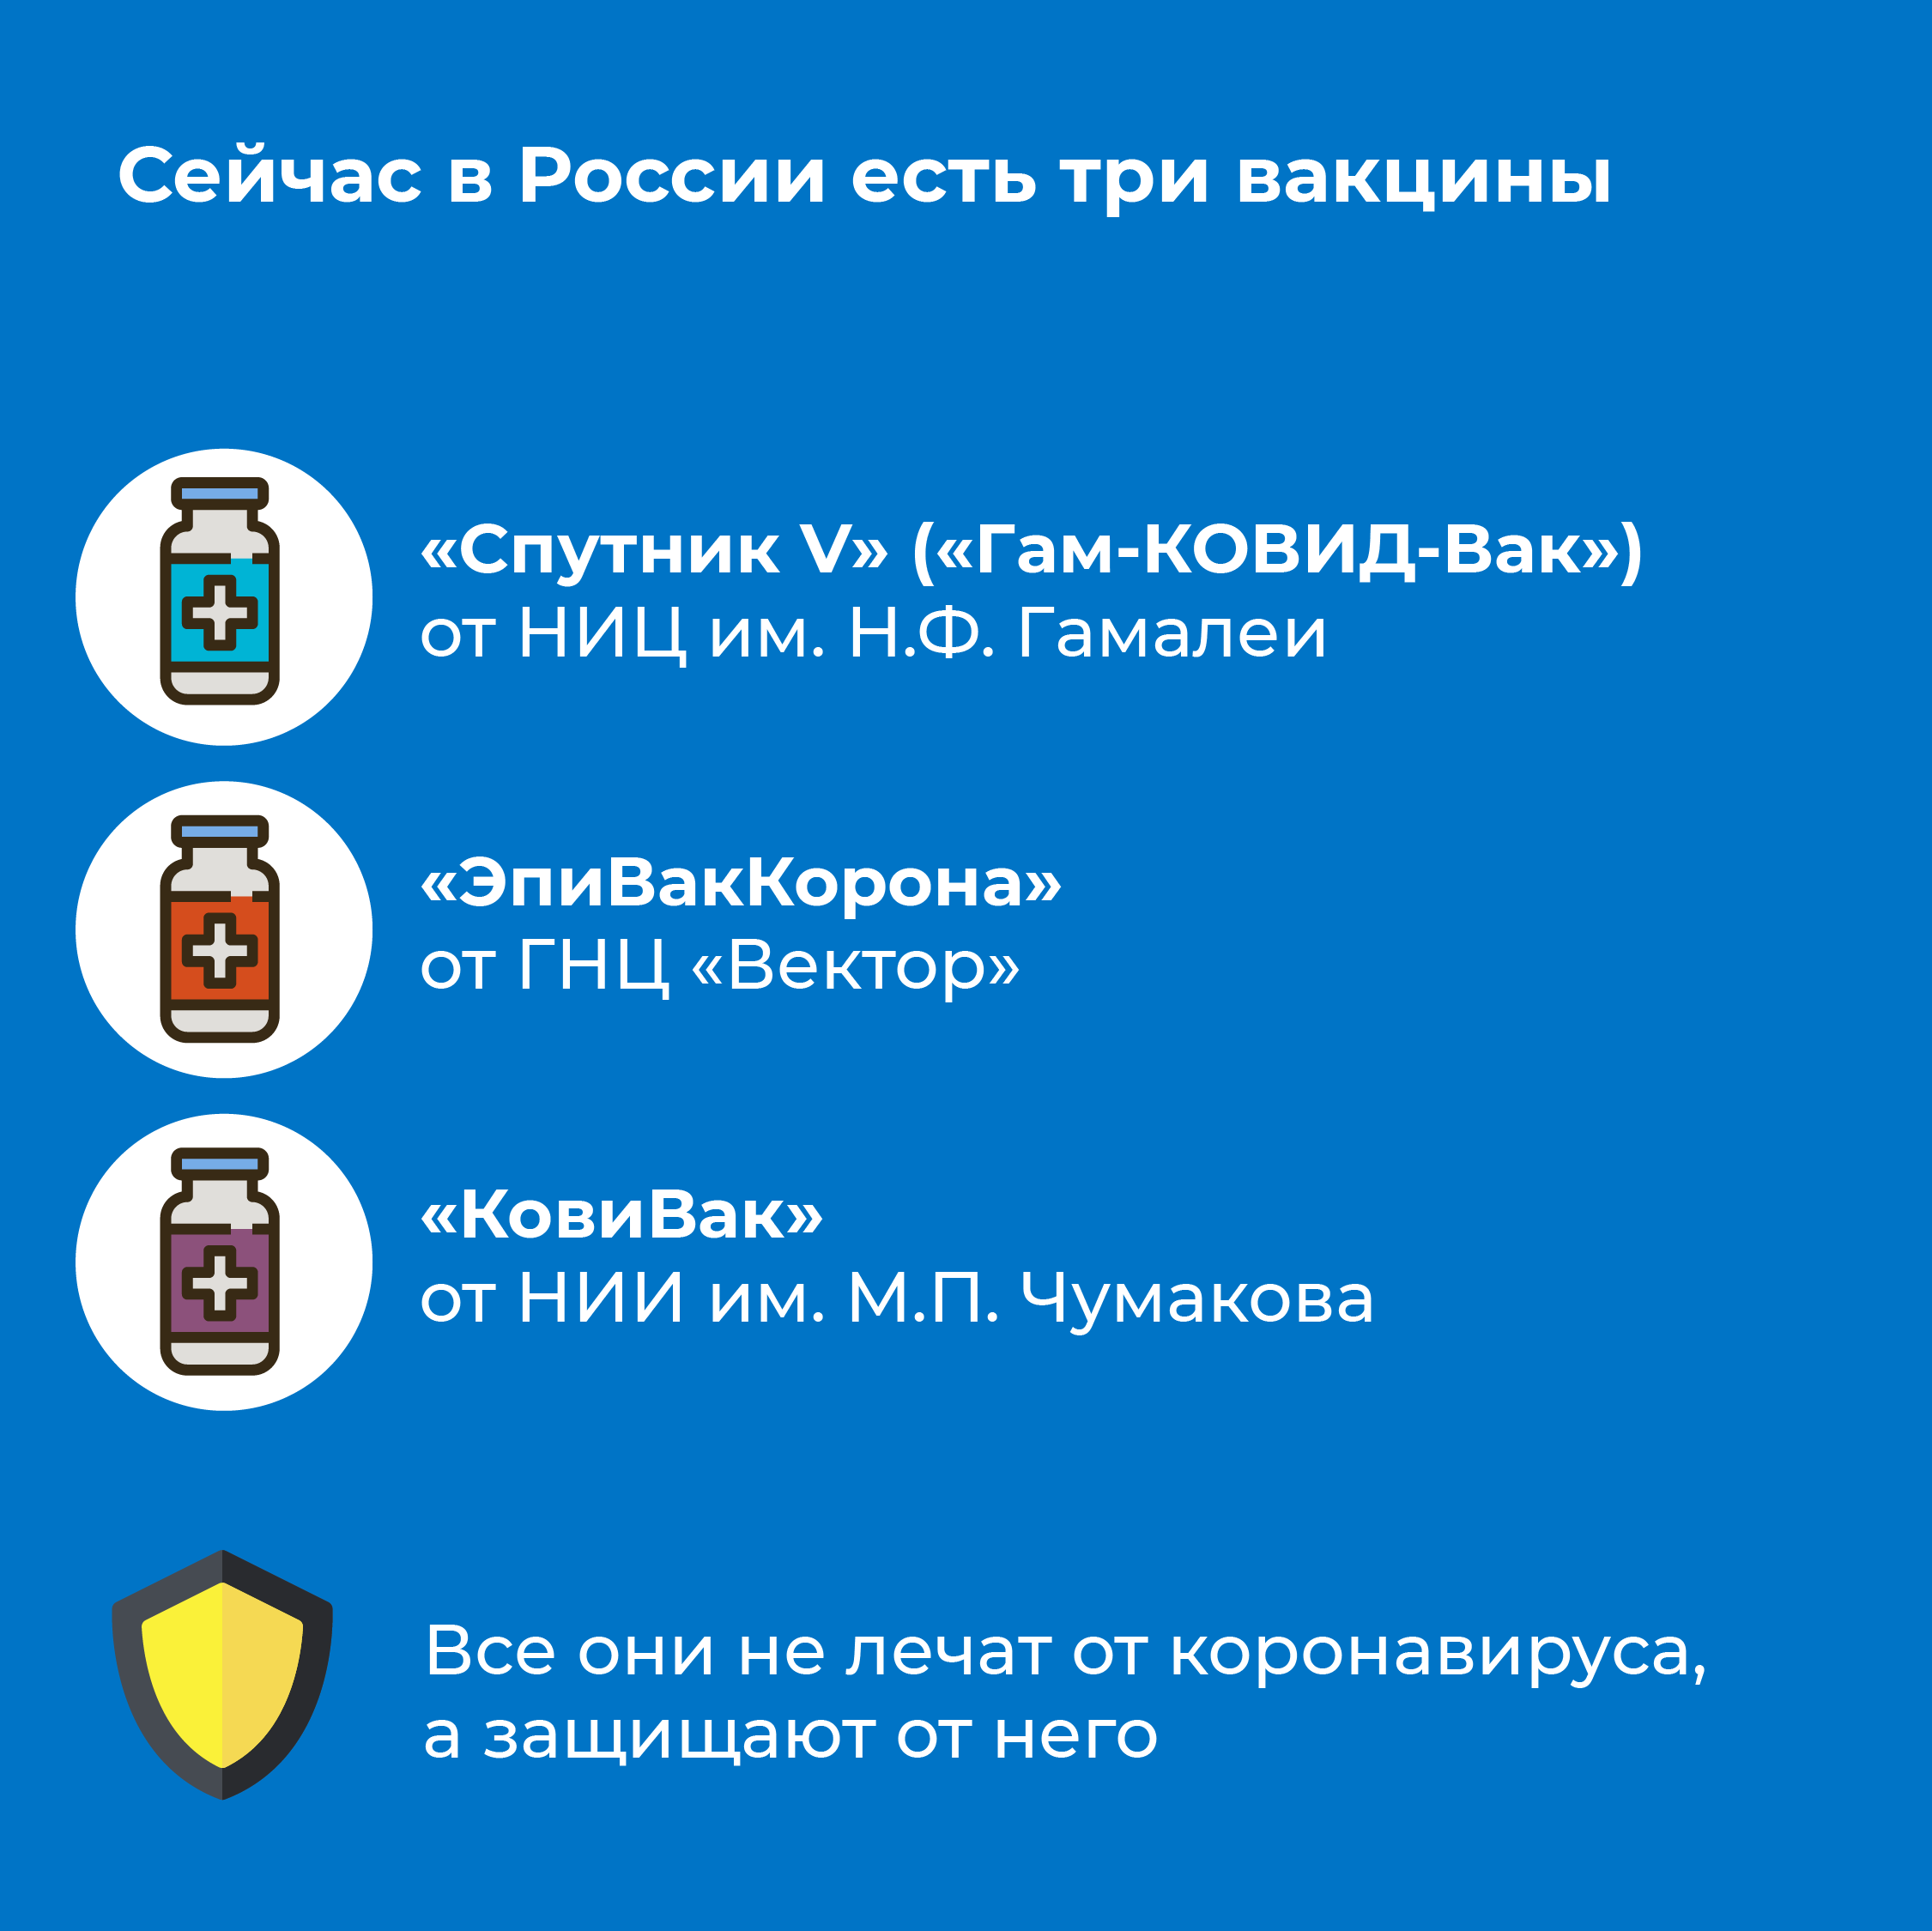 Сейчас в России есть три вакцины
«Спутник V» («Гам-КОВИД-Вак»)
от НИЦ им. Н.Ф. Гамалеи
«ЭпиВакКорона»
от ГНЦ «Вектор»
«КовиВак»
от НИИ им. М.П. Чумакова
Все они не лечат от коронавируса,
а защищают от него